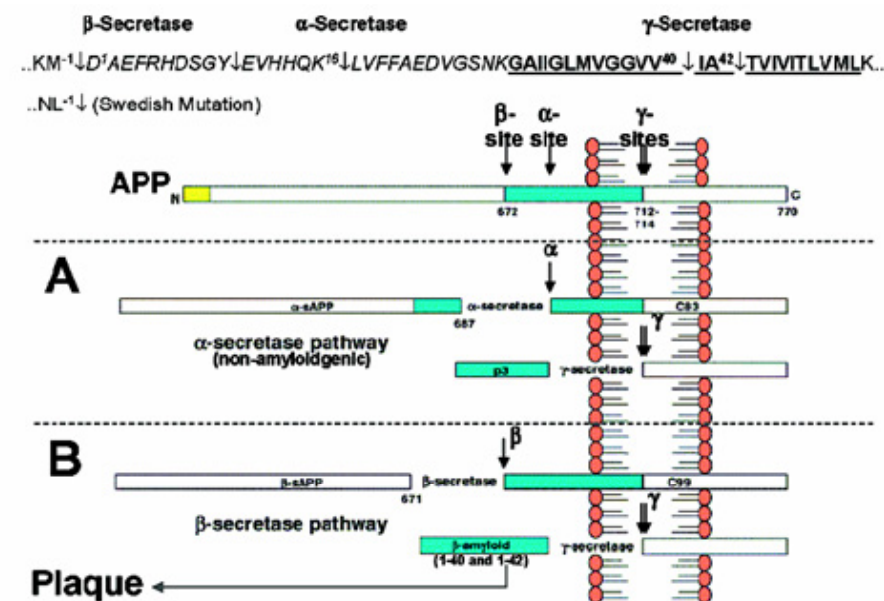 β-Secretase α-Secretase γ-Secretase
..KM⁻¹↓D¹AEFRHDSGY↓EVHHQK¹⁶↓LVFFAEDVGSNKGAIIGLMVGGVV⁴⁰ ↓IA⁴²↓TVIVITLVMLK..
..NL⁻¹↓ (Swedish Mutation)
β- α- γ-
site site sites
APP N C
672 712- 770
714
A
α
α-sAPP α-secretase C83
687
γ
α-secretase pathway
(non-amyloidgenic)
p3 γ-secretase
B
β
β-sAPP β-secretase C99
671
γ
β-secretase pathway
β-amyloid γ-secretase
(1-40 and 1-42)
Plaque